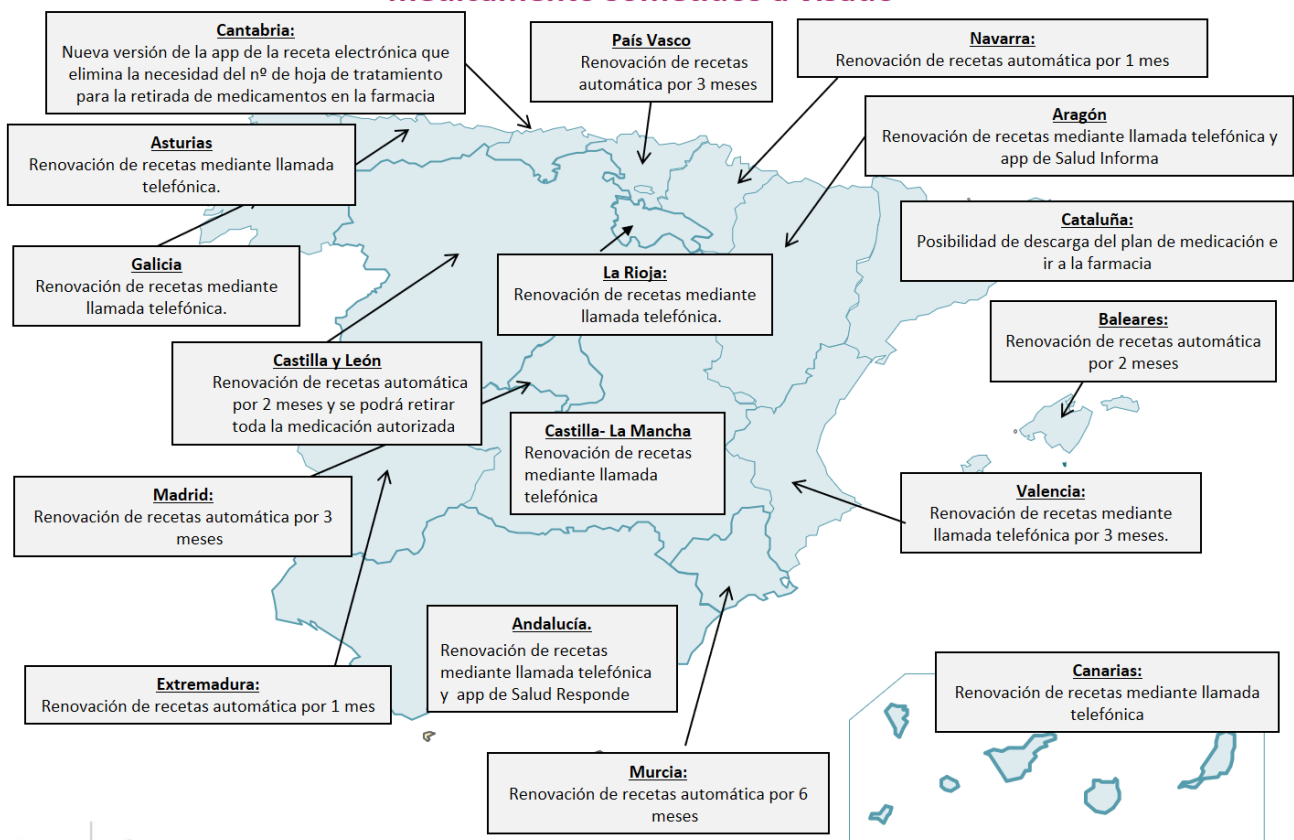 medicamento sometidos a visado
Cantabria:
Nueva versión de la app de la receta electrónica que
elimina la necesidad del nº de hoja de tratamiento
para la retirada de medicamentos en la farmacia
País Vasco
Renovación de recetas
automática por 3 meses
Navarra:
Renovación de recetas automática por 1 mes
Asturias
Renovación de recetas mediante llamada
telefónica.
Aragón
Renovación de recetas mediante llamada telefónica y
app de Salud Informa
Galicia
Renovación de recetas mediante
llamada telefónica.
La Rioja:
Renovación de recetas mediante
llamada telefónica.
Cataluña:
Posibilidad de descarga del plan de medicación e
ir a la farmacia
Baleares:
Renovación de recetas automática
por 2 meses
Castilla y León
Renovación de recetas automática
por 2 meses y se podrá retirar
toda la medicación autorizada
Castilla- La Mancha
Renovación de recetas
mediante llamada
telefónica
Madrid:
Renovación de recetas automática por 3
meses
Valencia:
Renovación de recetas mediante
llamada telefónica por 3 meses.
Andalucía.
Renovación de recetas
mediante llamada telefónica
y app de Salud Responde
Extremadura:
Renovación de recetas automática por 1 mes
Canarias:
Renovación de recetas mediante llamada
telefónica
Murcia:
Renovación de recetas automática por 6
meses